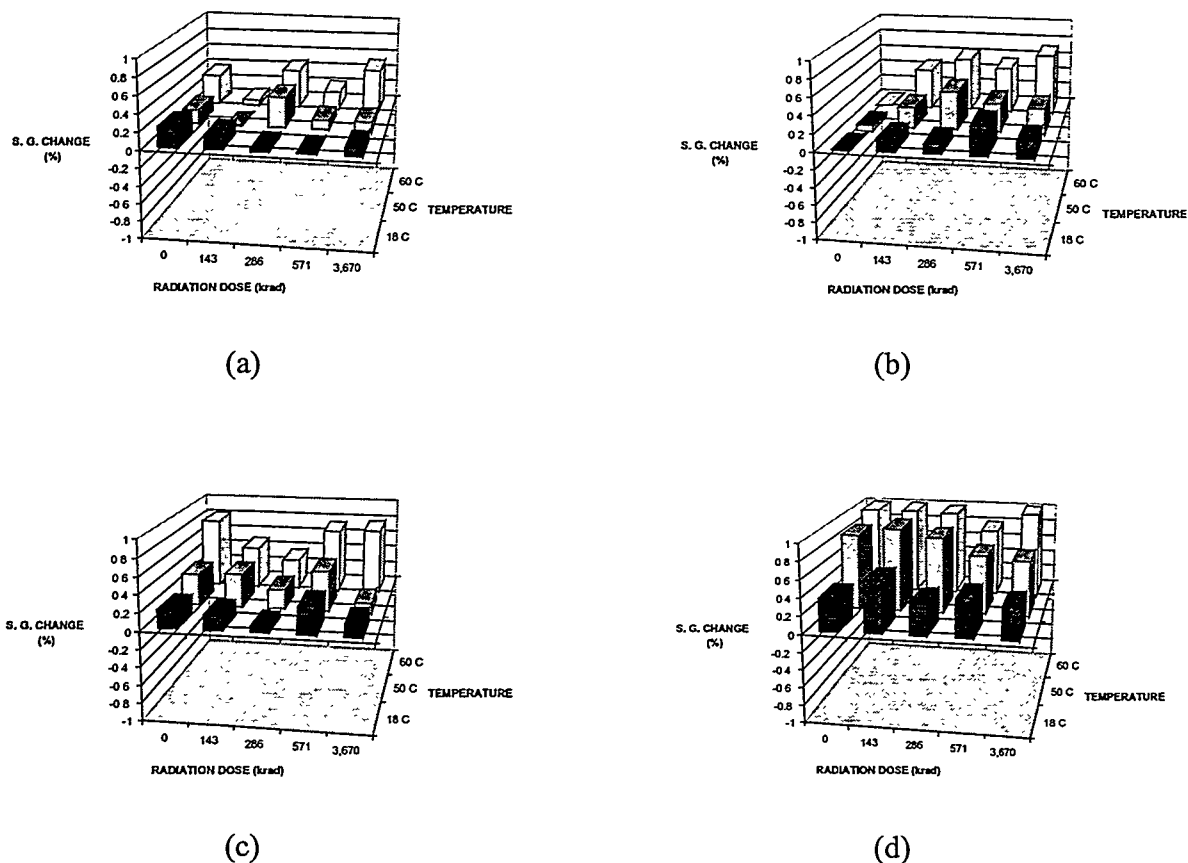 1
0.8
0.6
0.4
0.2
0
-0.2
-0.4
-0.6
-0.8
-1
S. G. CHANGE
(%)
60 C
50 C
18 C
TEMPERATURE
0 143 286 571 3,670
RADIATION DOSE (krad)
(a)
1
0.8
0.6
0.4
0.2
0
-0.2
-0.4
-0.6
-0.8
-1
S. G. CHANGE
(%)
60 C
50 C
18 C
TEMPERATURE
0 143 286 571 3,670
RADIATION DOSE (krad)
(b)
1
0.8
0.6
0.4
0.2
0
-0.2
-0.4
-0.6
-0.8
-1
S. G. CHANGE
(%)
60 C
50 C
18 C
TEMPERATURE
0 143 286 571 3,670
RADIATION DOSE (krad)
(c)
1
0.8
0.6
0.4
0.2
0
-0.2
-0.4
-0.6
-0.8
-1
S. G. CHANGE
(%)
60 C
50 C
18 C
TEMPERATURE
0 143 286 571 3,670
RADIATION DOSE (krad)
(d)